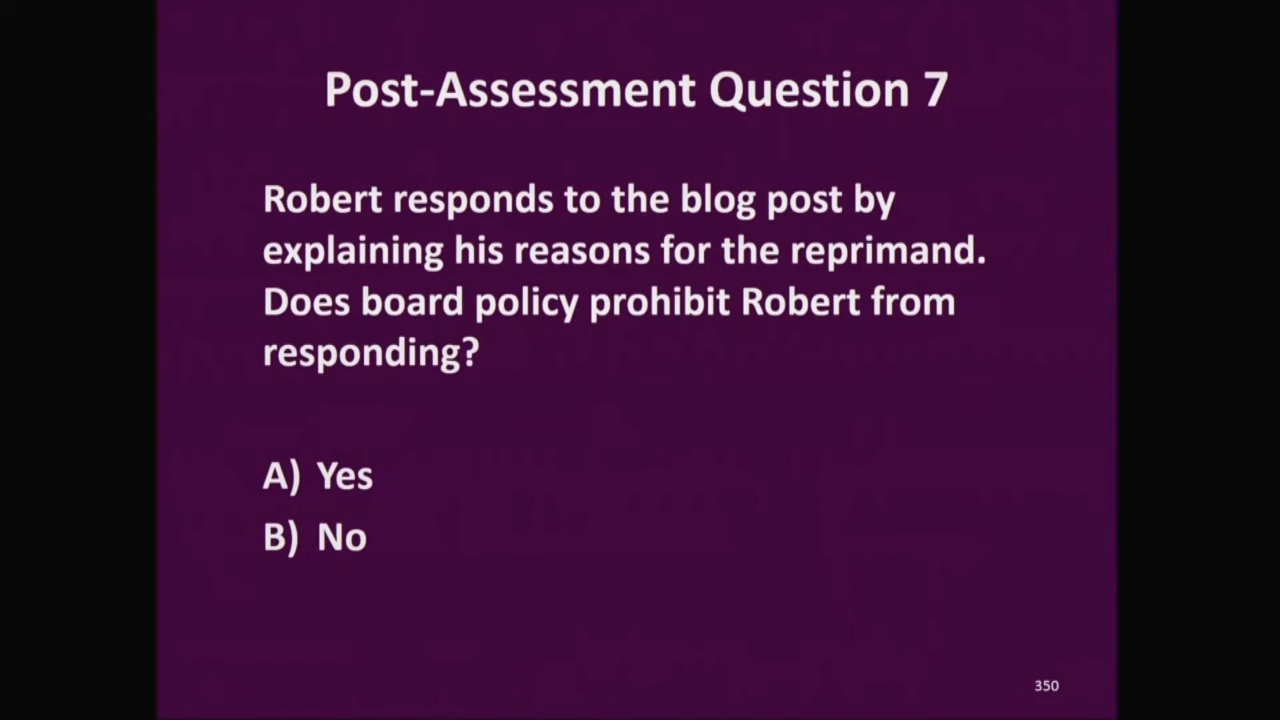 Post-Assessment Question 7
Robert responds to the blog post by
explaining his reasons for the reprimand.
Does board policy prohibit Robert from
responding?
A) Yes
B) No
350